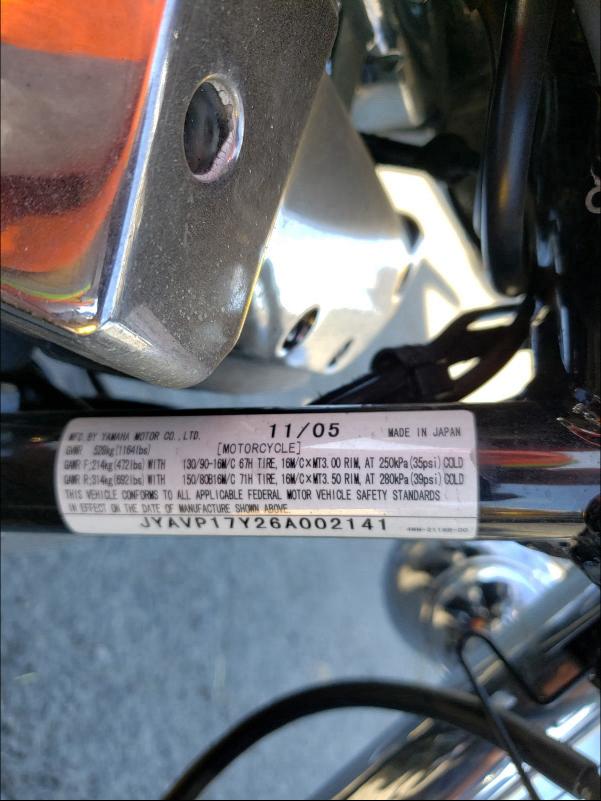 MFD.BY YAMAHA MOTOR CO.,LTD. 11/05 MADE IN JAPAN
GVWR 528kg(1164lbs) [MOTORCYCLE]
GAWR F:214kg(472lbs) WITH 130/90-16M/C 67H TIRE, 16M/C×MT3.00 RIM, AT 250kPa(35psi) COLD
GAWR R:314kg(692lbs) WITH 150/80B16M/C 71H TIRE, 16M/C×MT3.50 RIM, AT 280kPa(39psi) COLD
THIS VEHICLE CONFORMS TO ALL APPLICABLE FEDERAL MOTOR VEHICLE SAFETY STANDARDS
IN EFFECT ON THE DATE OF MANUFACTURE SHOWN ABOVE.
JYAVP17Y26A002141